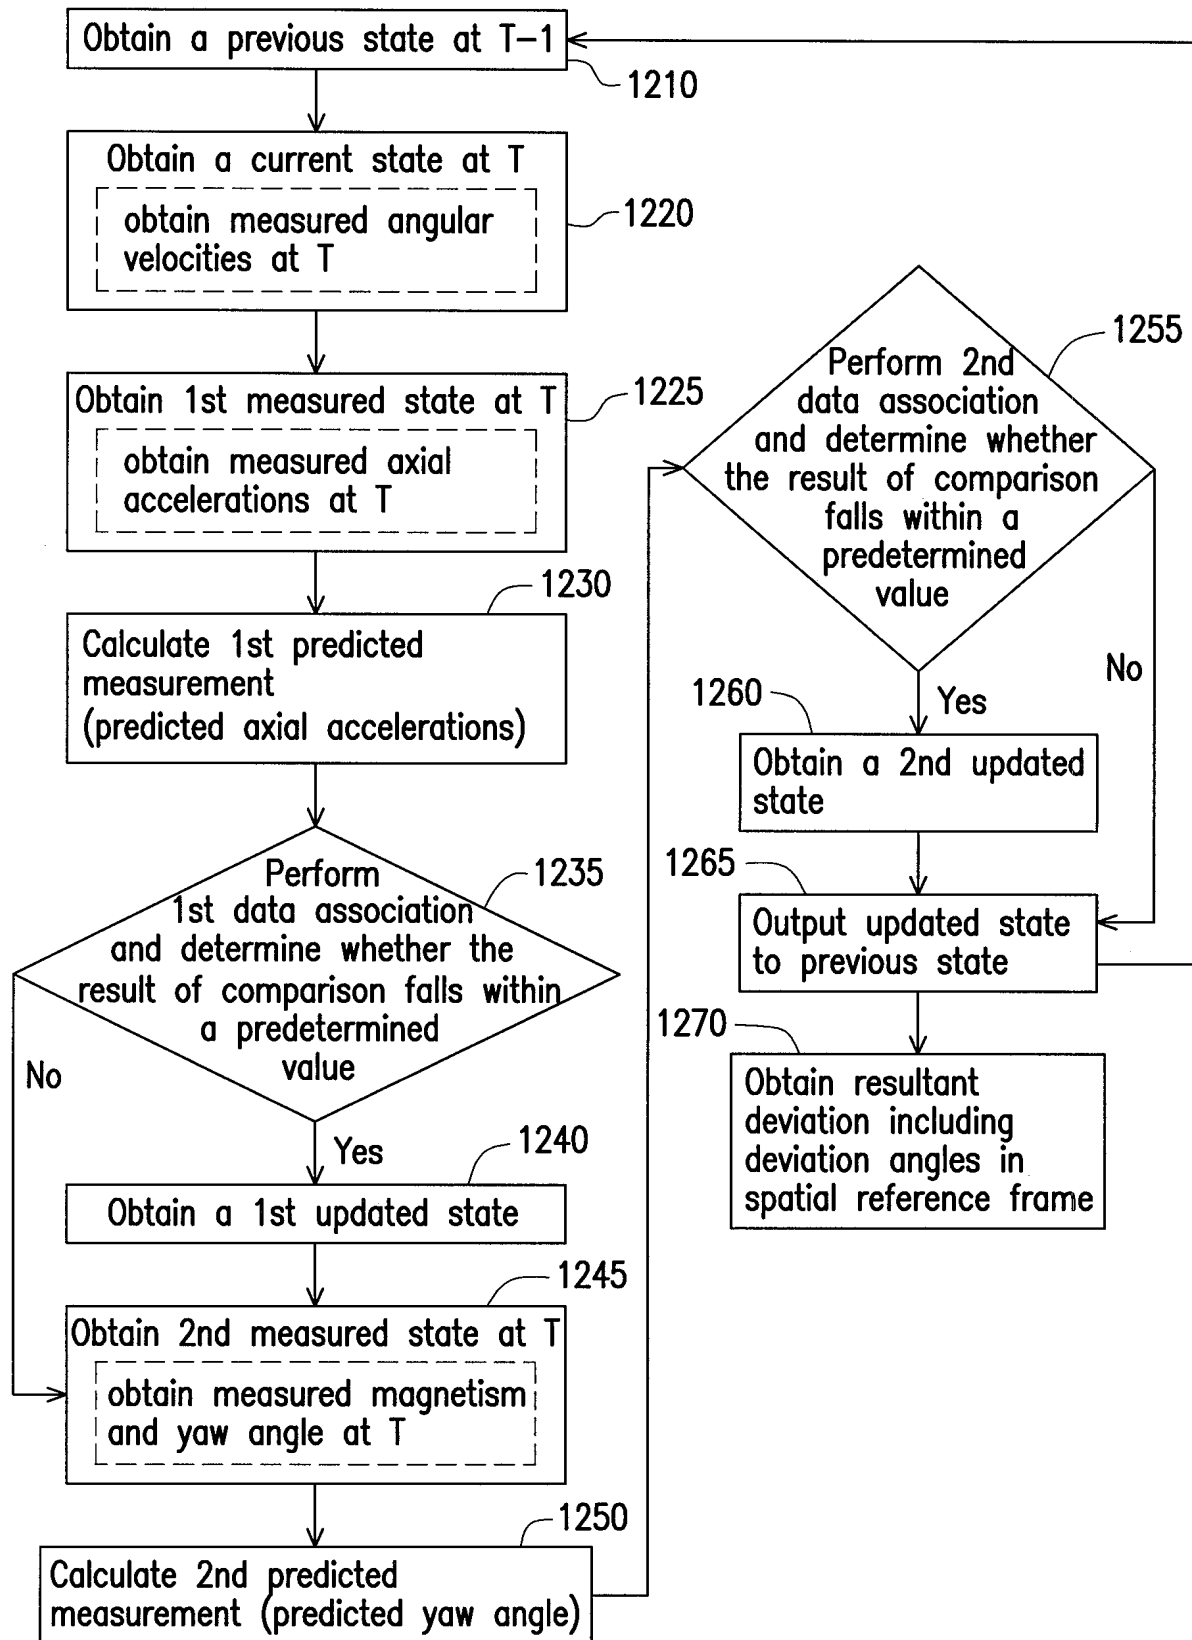 Obtain a previous state at T-1
1210
Obtain a current state at T
obtain measured angular
velocities at T
1220
Obtain 1st measured state at T
obtain measured axial
accelerations at T
1225
1230
Calculate 1st predicted
measurement
(predicted axial accelerations)
Perform
1st data association
and determine whether the
result of comparison falls within
a predetermined
value
1235
No
Yes
1240
Obtain a 1st updated state
1245
Obtain 2nd measured state at T
obtain measured magnetism
and yaw angle at T
1250
Calculate 2nd predicted
measurement (predicted yaw angle)
1255
Perform 2nd
data association
and determine whether
the result of comparison
falls within a
predetermined
value
No
Yes
1260
Obtain a 2nd updated
state
1265
Output updated state
to previous state
1270
Obtain resultant
deviation including
deviation angles in
spatial reference frame